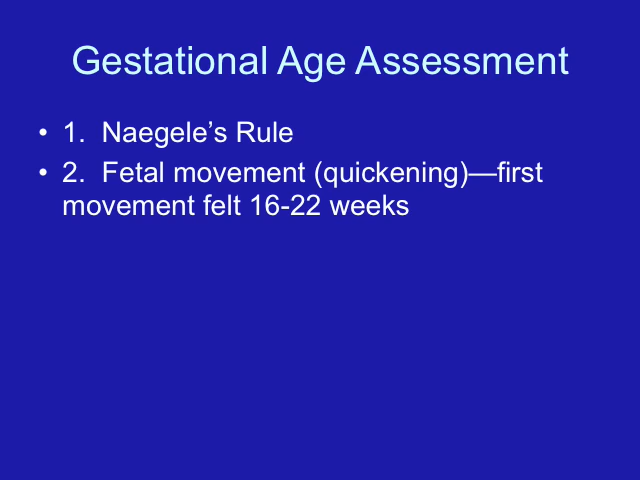 Gestational Age Assessment
• 1.  Naegele’s Rule
• 2.  Fetal movement (quickening)—first
movement felt 16-22 weeks